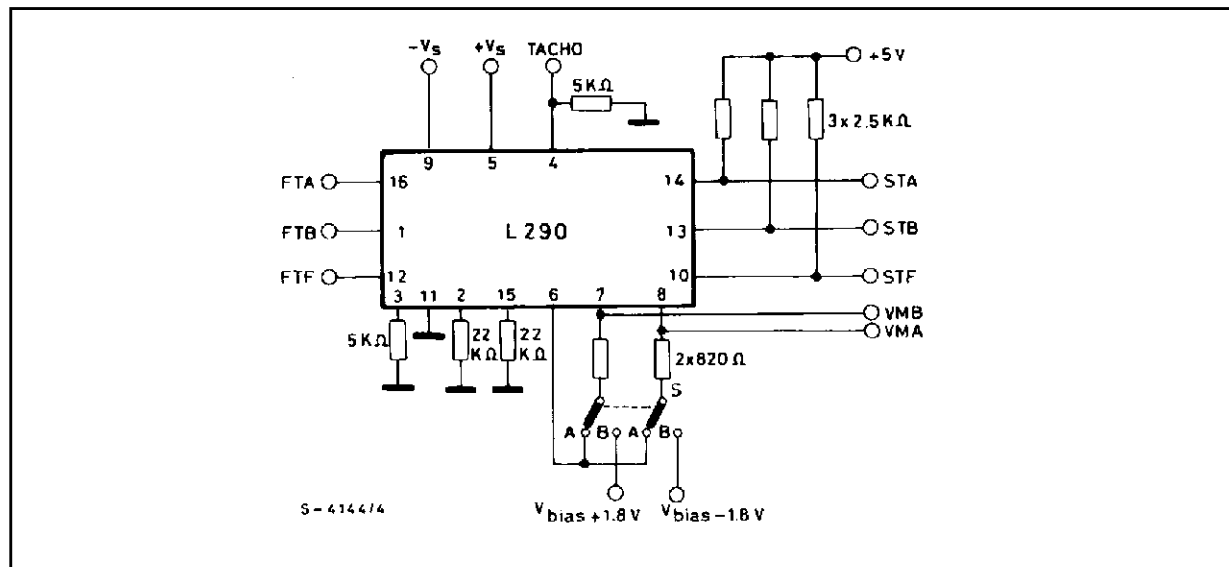 -Vs
+Vs
TACHO
+5V
5KΩ
3x2.5KΩ
9
5
4
FTA
16
14
STA
FTB
1
L290
13
STB
FTF
12
10
STF
3
11
2
15
6
7
8
VMB
VMA
5KΩ
22
KΩ
22
KΩ
2x820Ω
S
A
B
A
B
S-4144/4
Vbias+1.8V
Vbias-1.8V